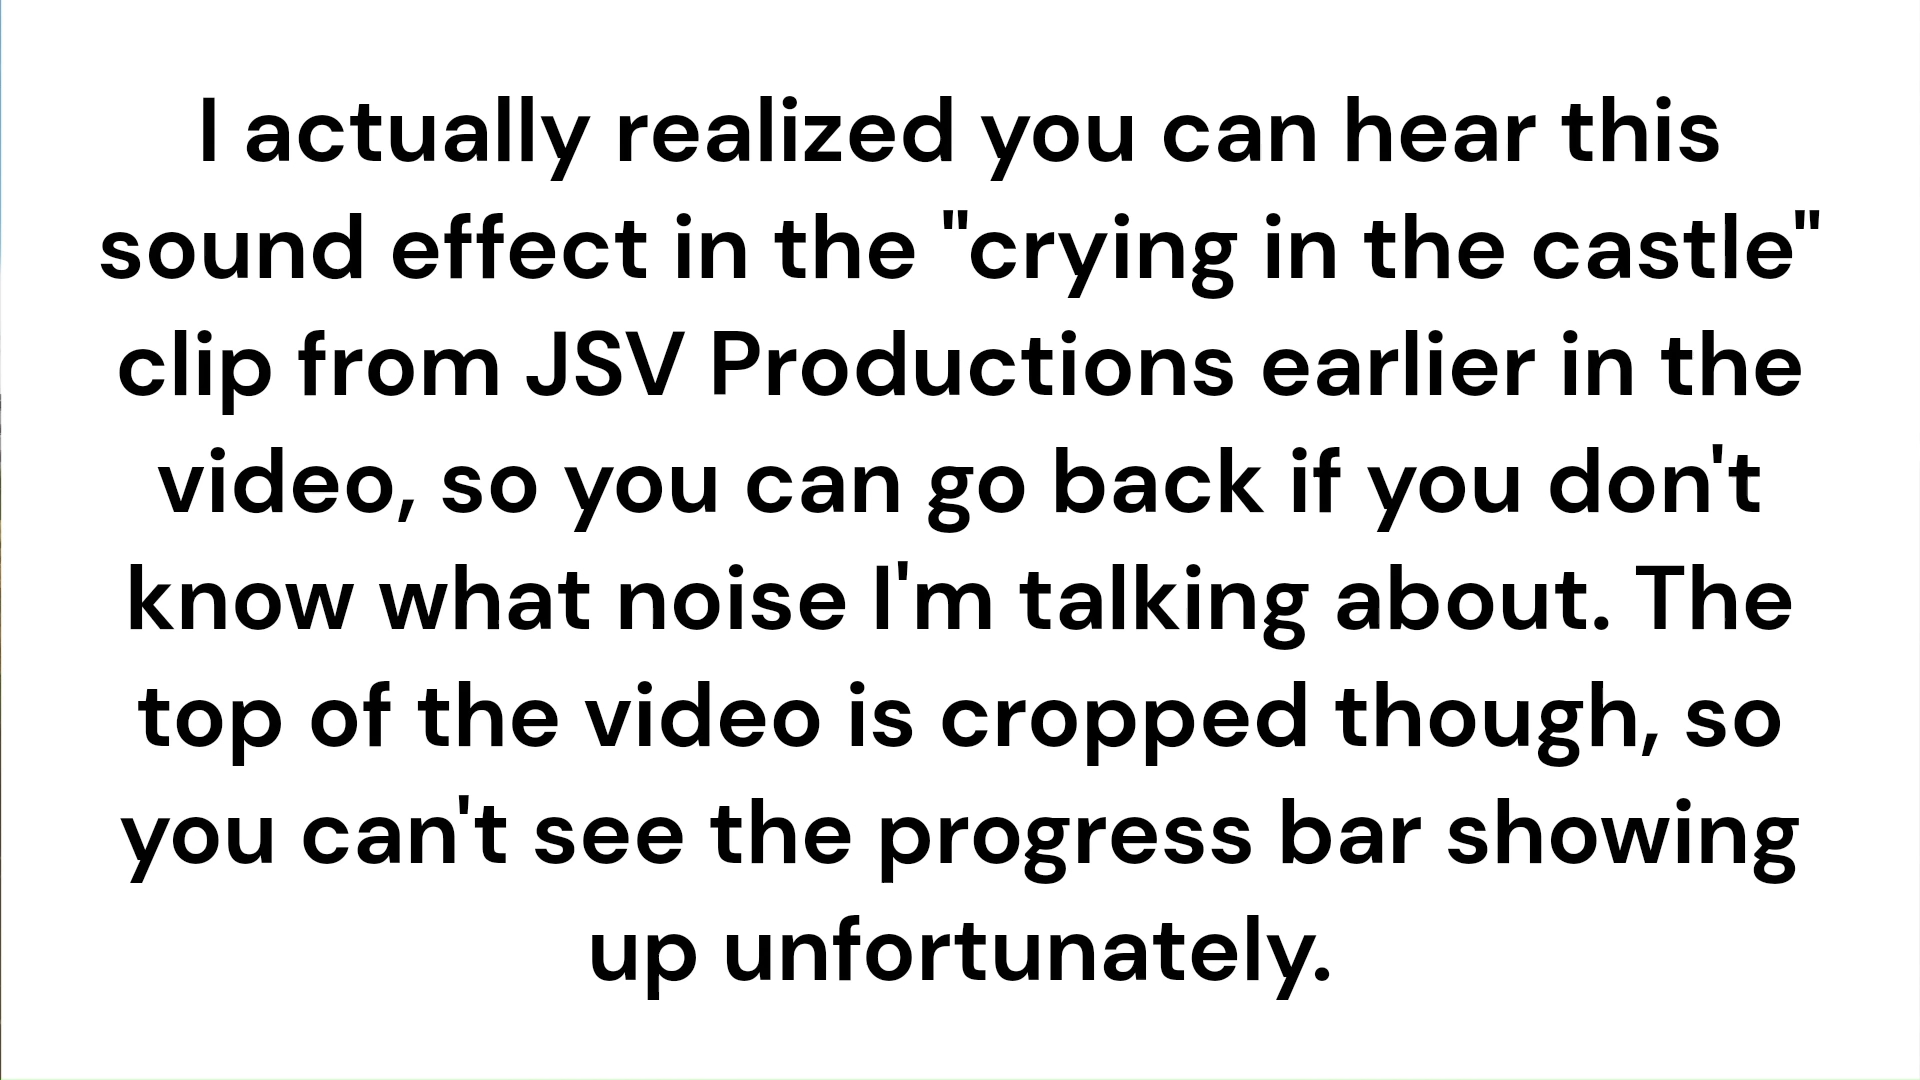 I actually realized you can hear this
sound effect in the "crying in the castle"
clip from JSV Productions earlier in the
video, so you can go back if you don't
know what noise I'm talking about. The
top of the video is cropped though, so
you can't see the progress bar showing
up unfortunately.